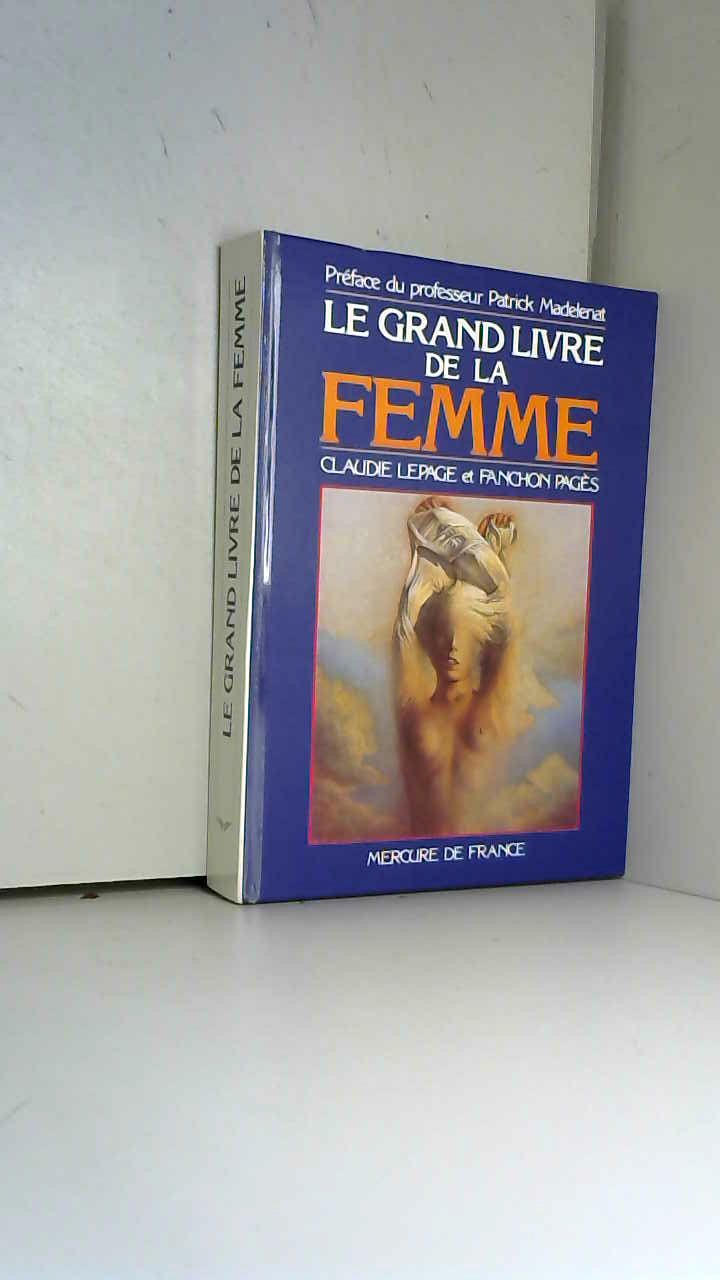 LE GRAND LIVRE DE LA FEMME
Préface du professeur Patrick Madelenat
LE GRAND LIVRE
DE LA
FEMME
CLAUDIE LEPAGE et FANCHON PAGÈS
MERCURE DE FRANCE